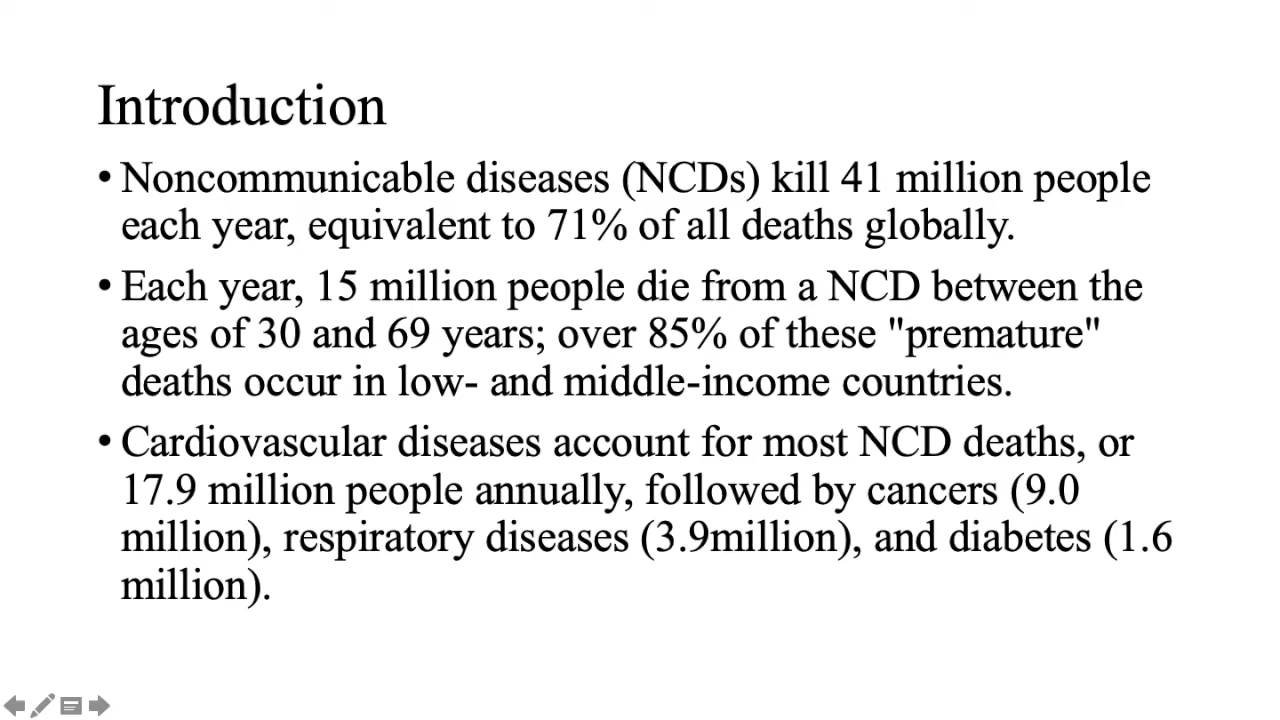 Introduction
• Noncommunicable diseases (NCDs) kill 41 million people
each year, equivalent to 71% of all deaths globally.
• Each year, 15 million people die from a NCD between the
ages of 30 and 69 years; over 85% of these "premature"
deaths occur in low- and middle-income countries.
• Cardiovascular diseases account for most NCD deaths, or
17.9 million people annually, followed by cancers (9.0
million), respiratory diseases (3.9million), and diabetes (1.6
million).